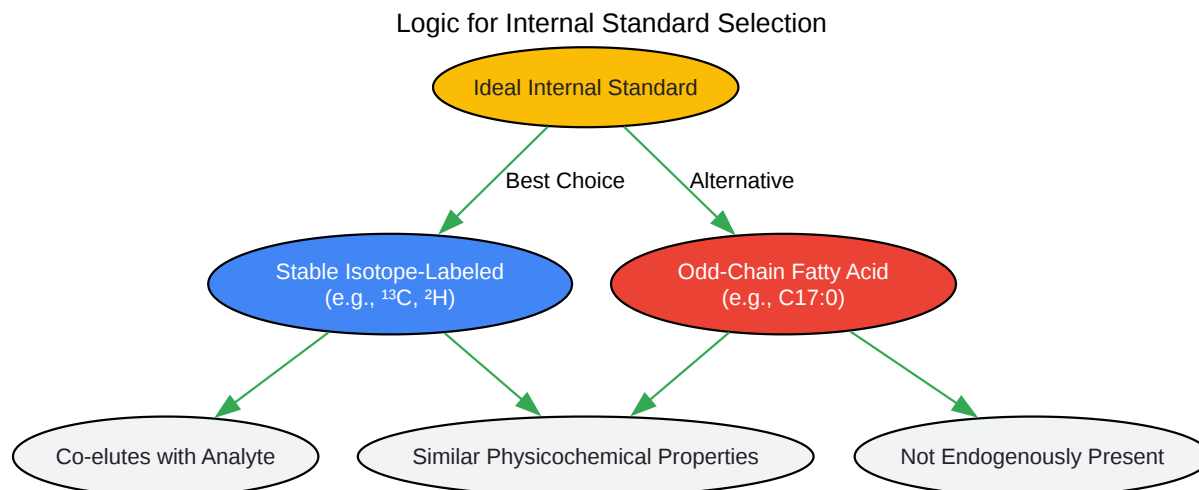 Logic for Internal Standard Selection
Ideal Internal Standard
Best Choice
Alternative
Stable Isotope-Labeled
(e.g., ¹³C, ²H)
Odd-Chain Fatty Acid
(e.g., C17:0)
Co-elutes with Analyte
Similar Physicochemical Properties
Not Endogenously Present